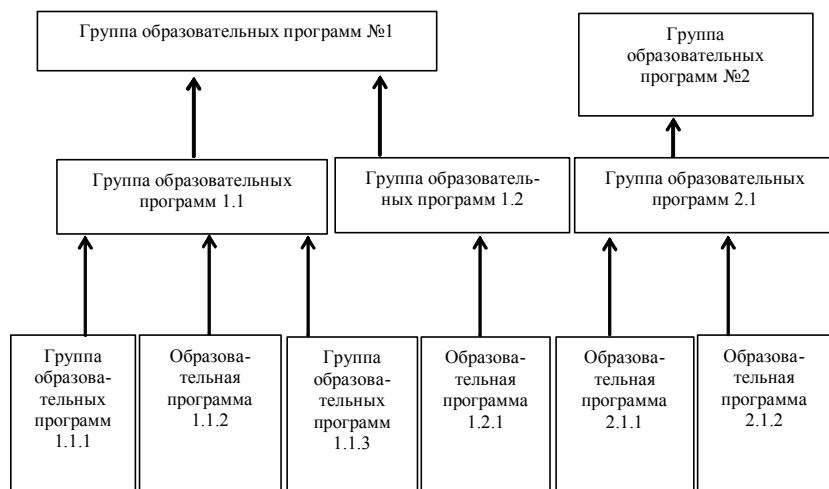 Группа образовательных программ №1
Группа
образовательных
программ №2
Группа образовательных
программ 1.1
Группа образователь-
ных программ 1.2
Группа образовательных
программ 2.1
Группа
образова-
тельных
программ
1.1.1
Образова-
тельная
программа
1.1.2
Группа
образова-
тельных
программ
1.1.3
Образова-
тельная
программа
1.2.1
Образова-
тельная
программа
2.1.1
Образова-
тельная
программа
2.1.2